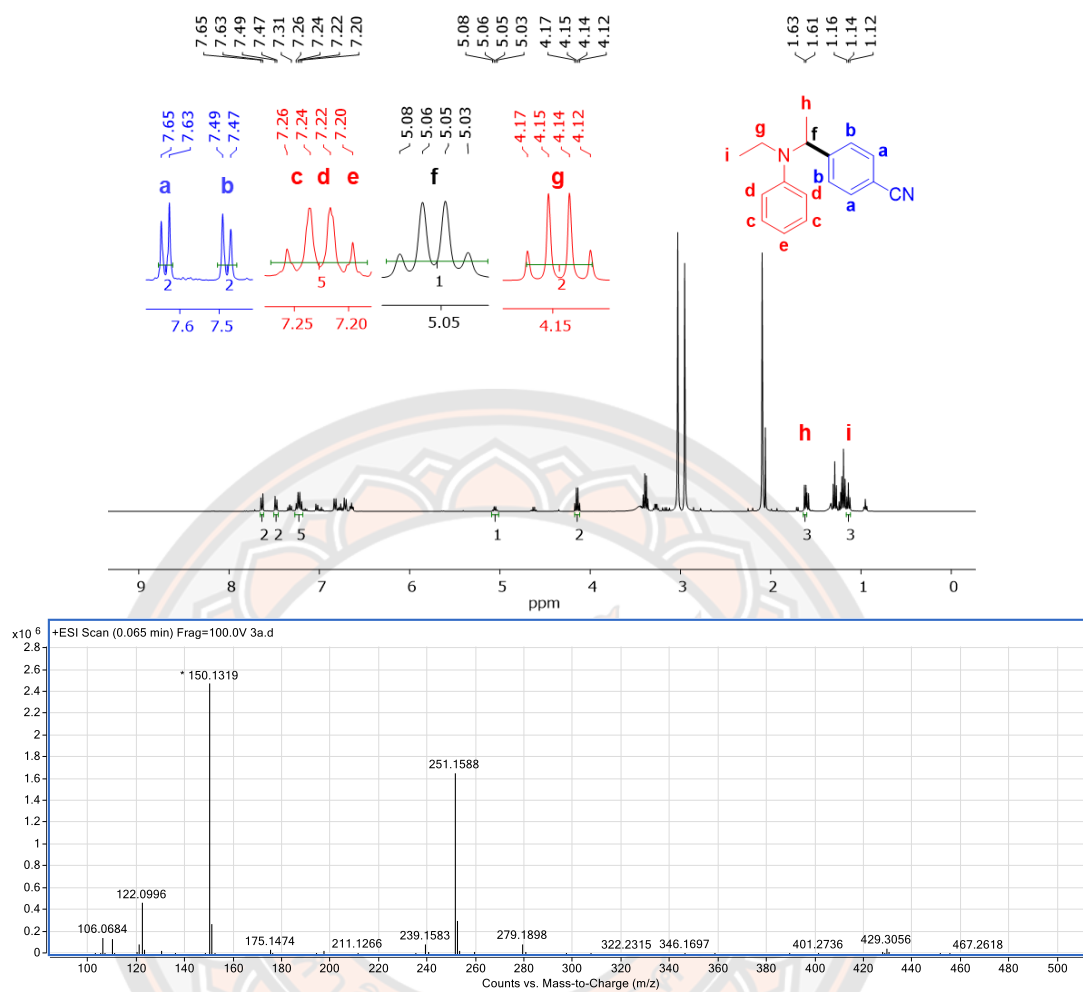 7.65 7.63 7.49 7.47 7.31 7.26 7.24 7.22 7.20
5.08 5.06 5.05 5.03 4.17 4.15 4.14 4.12
1.63 1.61 1.16 1.14 1.12
7.65 7.63 7.49 7.47
7.26 7.24 7.22 7.20
5.08 5.06 5.05 5.03
4.17 4.15 4.14 4.12
a b
c d e
f
g
2 2
5
1
2
7.6 7.5
7.25 7.20
5.05
4.15
h
g f b
i N a
b
d d a CN
c c
e
h i
2 2 5 1 2 3 3
9 8 7 6 5 4 3 2 1 0
ppm
x10 6
+ESI Scan (0.065 min) Frag=100.0V 3a.d
2.8
2.6
2.4
2.2
2
1.8
1.6
1.4
1.2
1
0.8
0.6
0.4
0.2
0
* 150.1319
251.1588
122.0996
106.0684
175.1474
211.1266
239.1583
279.1898
322.2315
346.1697
401.2736
429.3056
467.2618
100 120 140 160 180 200 220 240 260 280 300 320 340 360 380 400 420 440 460 480 500
Counts vs. Mass-to-Charge (m/z)